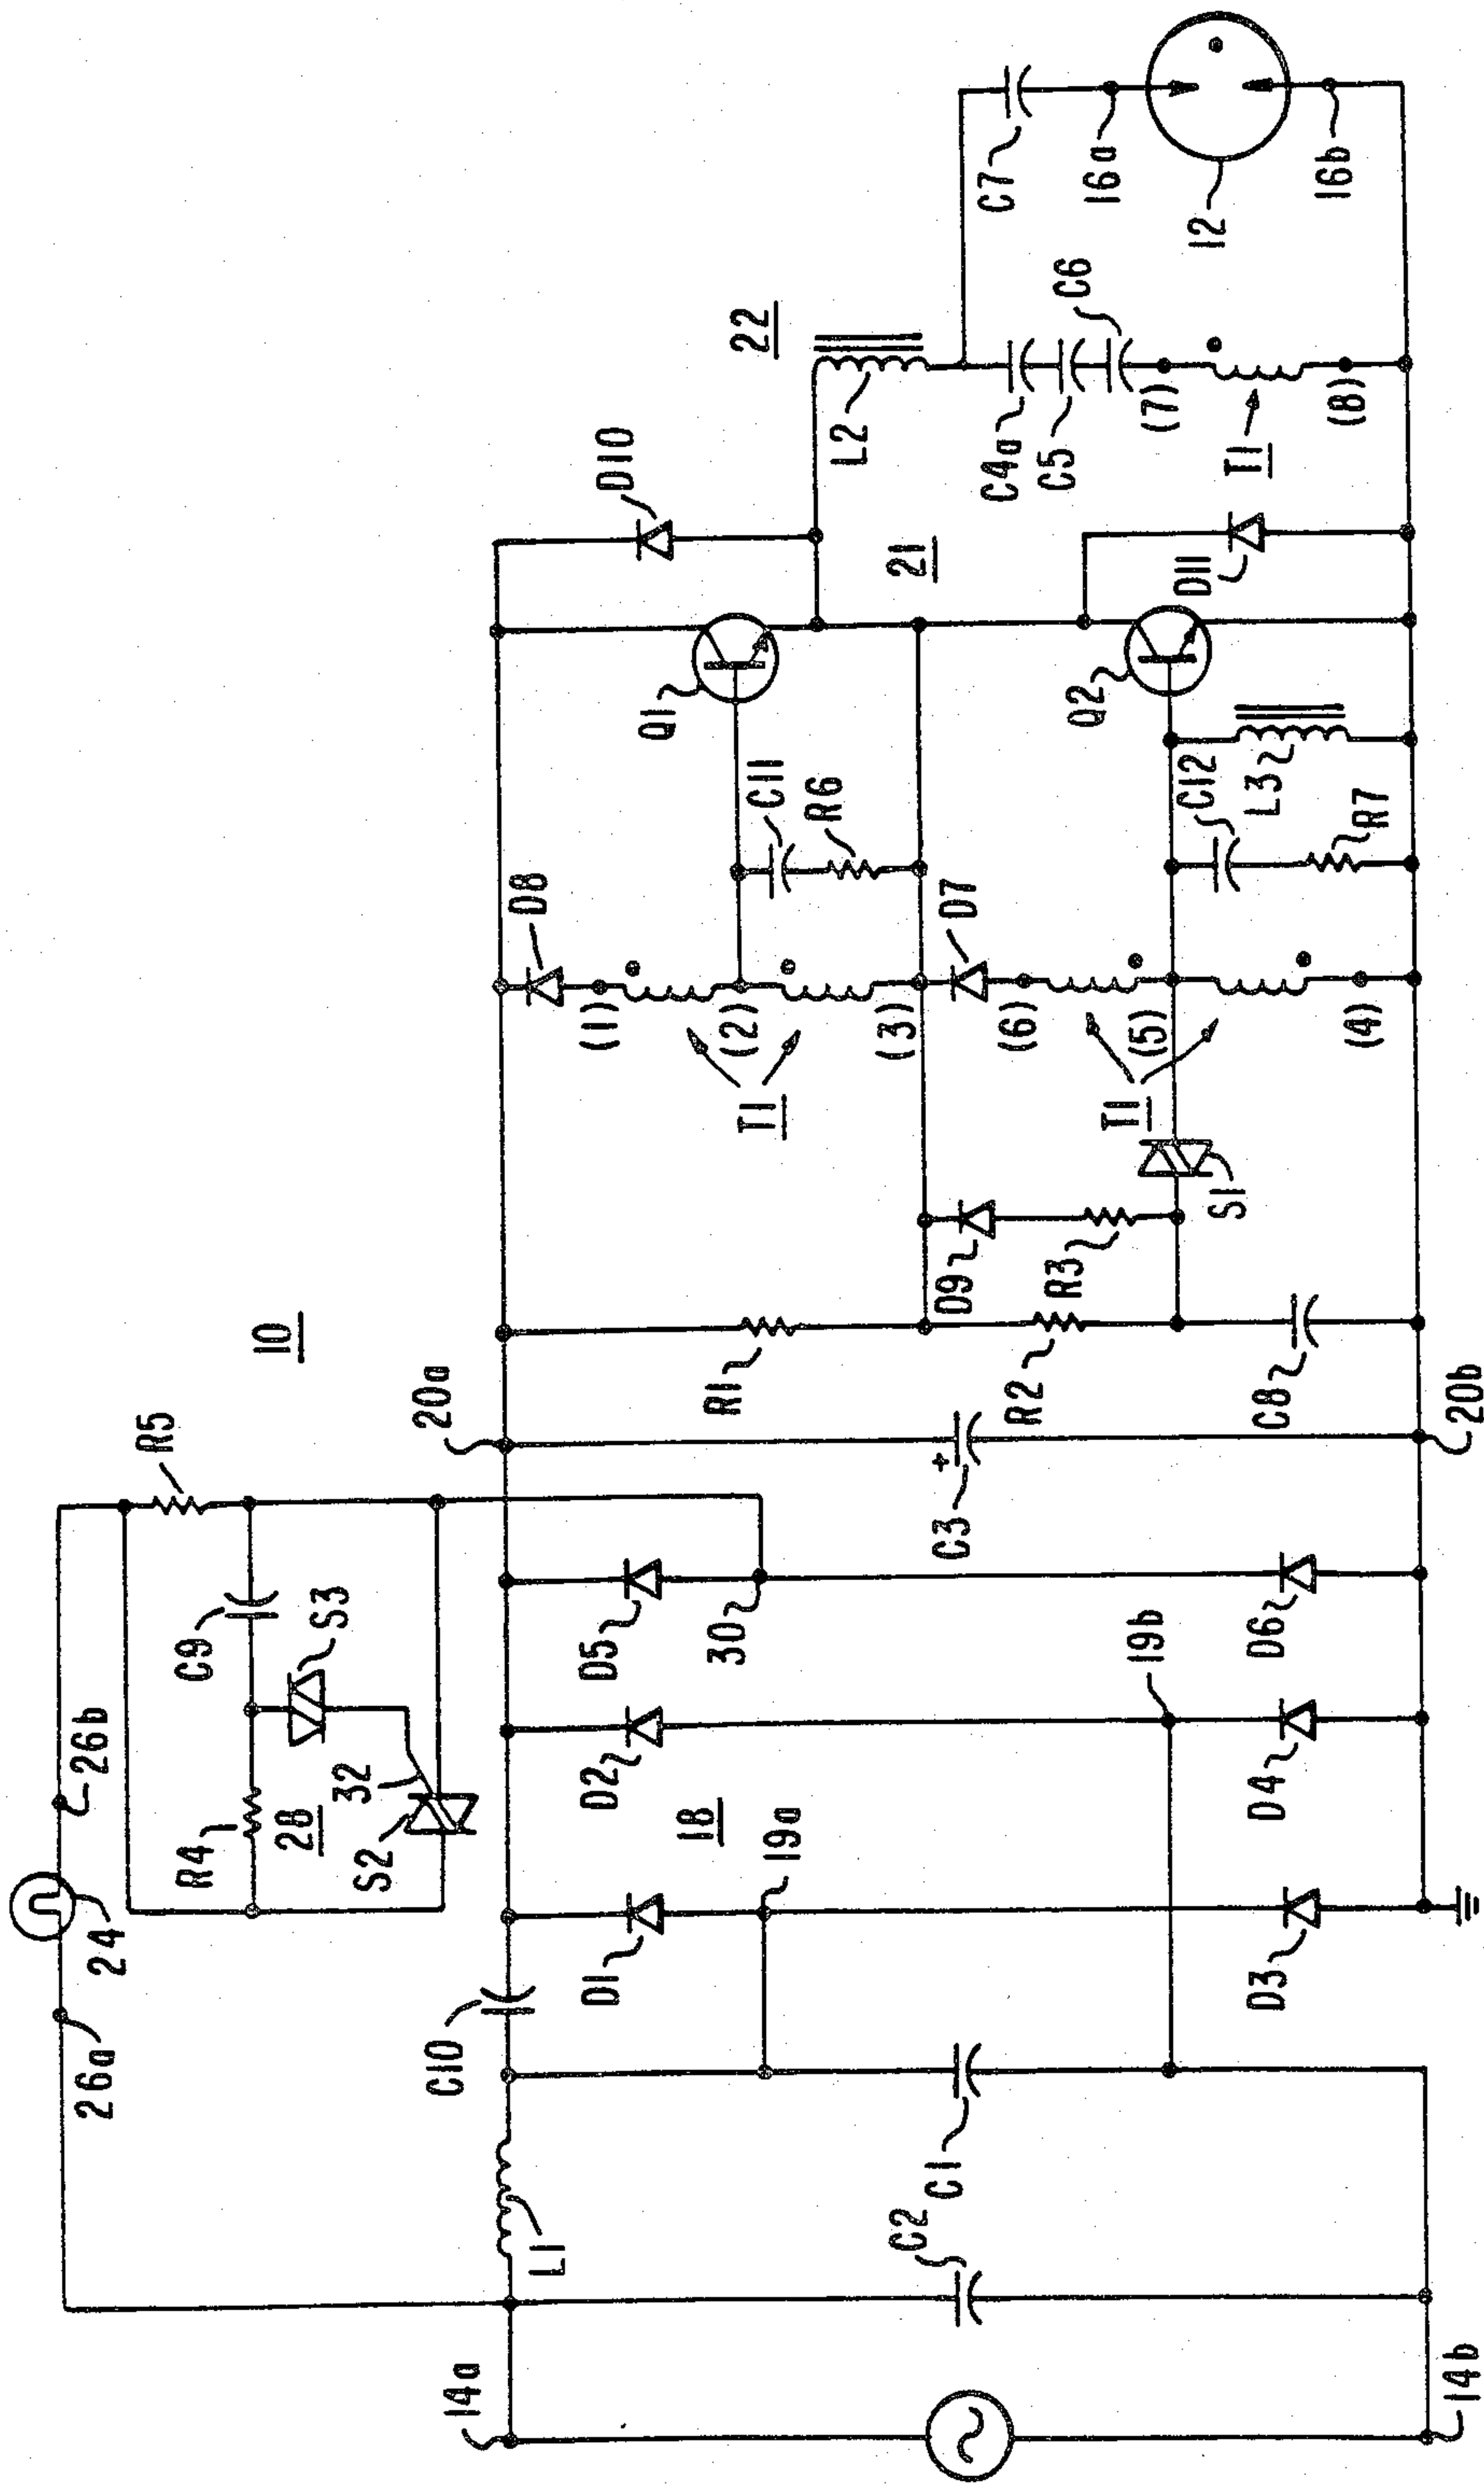 10
24
26a
26b
R5
R4
C9
S3
28
32
S2
14a
L1
C10
20a
D8
D10
22
D1
D2
D5
18
19a
30
R1
(1)
T1
(2)
C11
R6
Q1
L2
C7
16a
12
16b
C2
C1
+
C3
R2
D9
R3
(3)
D7
21
C4a
C5
C6
(7)
T1
(8)
19b
D3
D4
D6
C8
S1
(6)
T1
(5)
(4)
C12
R7
L3
Q2
D11
14b
20b